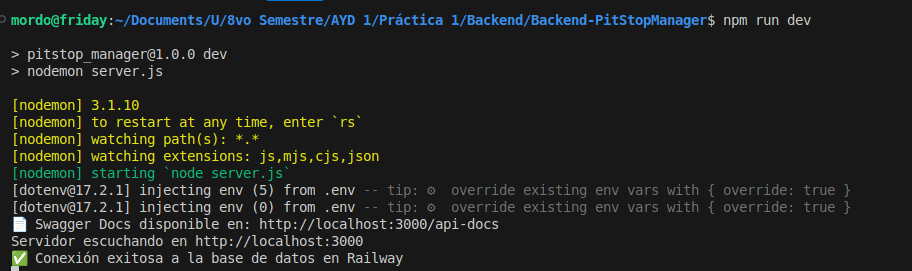 mordo@friday:~/Documents/U/8vo Semestre/AYD 1/Práctica 1/Backend/Backend-PitStopManager$ npm run dev
> pitstop_manager@1.0.0 dev
> nodemon server.js
[nodemon] 3.1.10
[nodemon] to restart at any time, enter `rs`
[nodemon] watching path(s): *.*
[nodemon] watching extensions: js,mjs,cjs,json
[nodemon] starting `node server.js`
[dotenv@17.2.1] injecting env (5) from .env -- tip: ⚙ override existing env vars with { override: true }
[dotenv@17.2.1] injecting env (0) from .env -- tip: ⚙ override existing env vars with { override: true }
📄 Swagger Docs disponible en: http://localhost:3000/api-docs
Servidor escuchando en http://localhost:3000
✅ Conexión exitosa a la base de datos en Railway